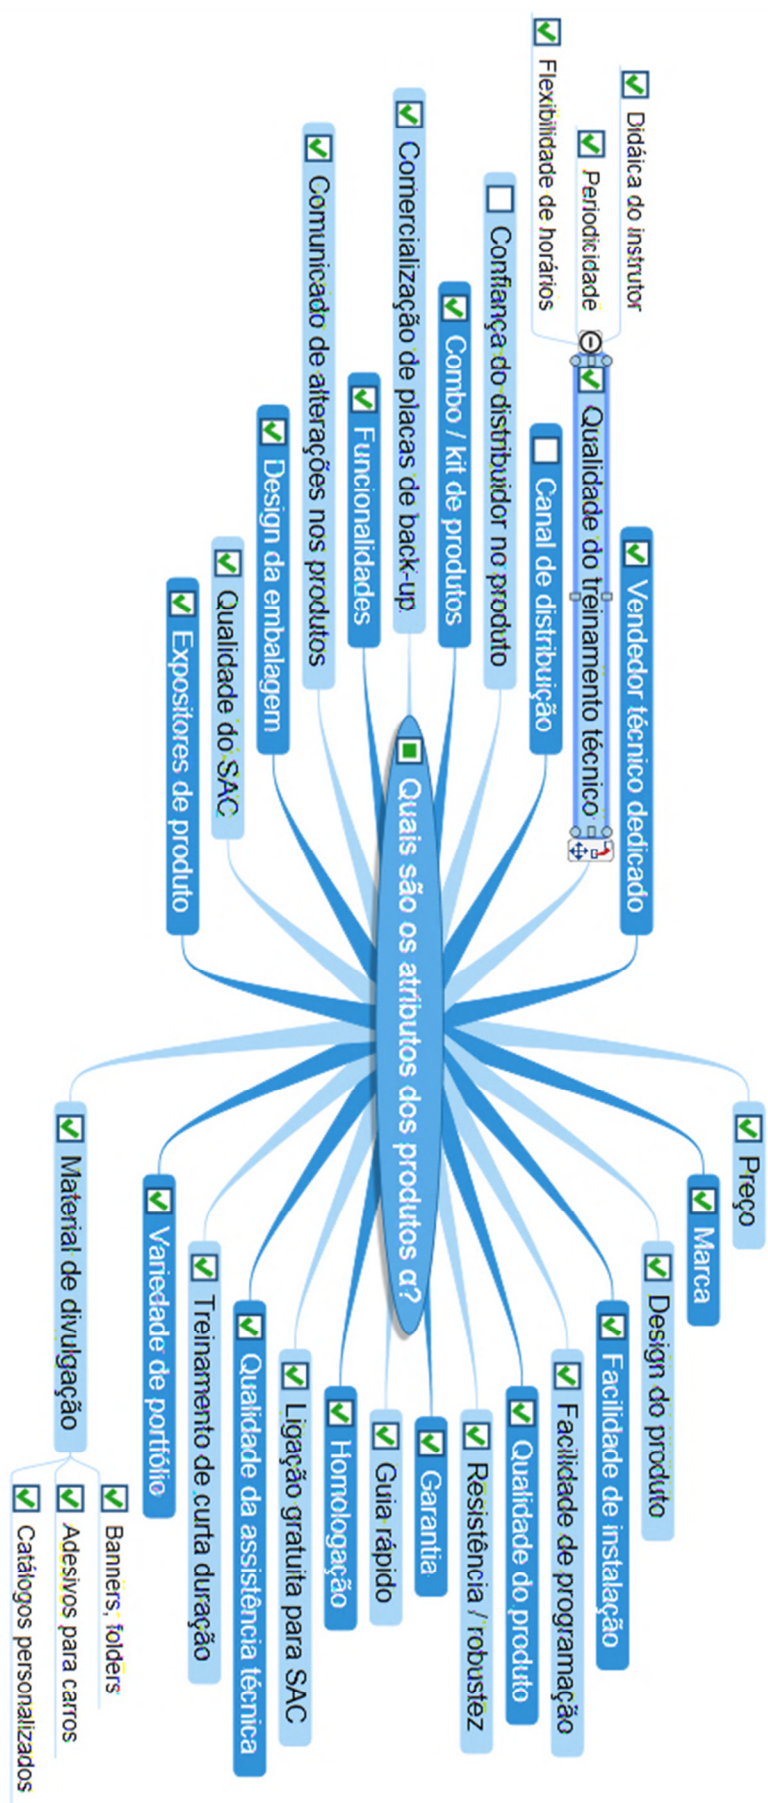 Quais são os atributos dos produtos α?
Preço
Marca
Design do produto
Facilidade de instalação
Facilidade de programação
Qualidade do produto
Resistência / robustez
Garantia
Guia rápido
Homologação
Ligação gratuita para SAC
Qualidade da assistência técnica
Treinamento de curta duração
Variedade de portfólio
Material de divulgação
Banners, folders
Adesivos para carros
Catálogos personalizados
Vendedor técnico dedicado
Qualidade do treinamento técnico
Didáica do instrutor
Periodicidade
Flexibilidade de horários
Canal de distribuição
Confiança do distribuidor no produto
Combo / kit de produtos
Comercialização de placas de back-up
Funcionalidades
Comunicado de alterações nos produtos
Design da embalagem
Qualidade do SAC
Expositores de produto